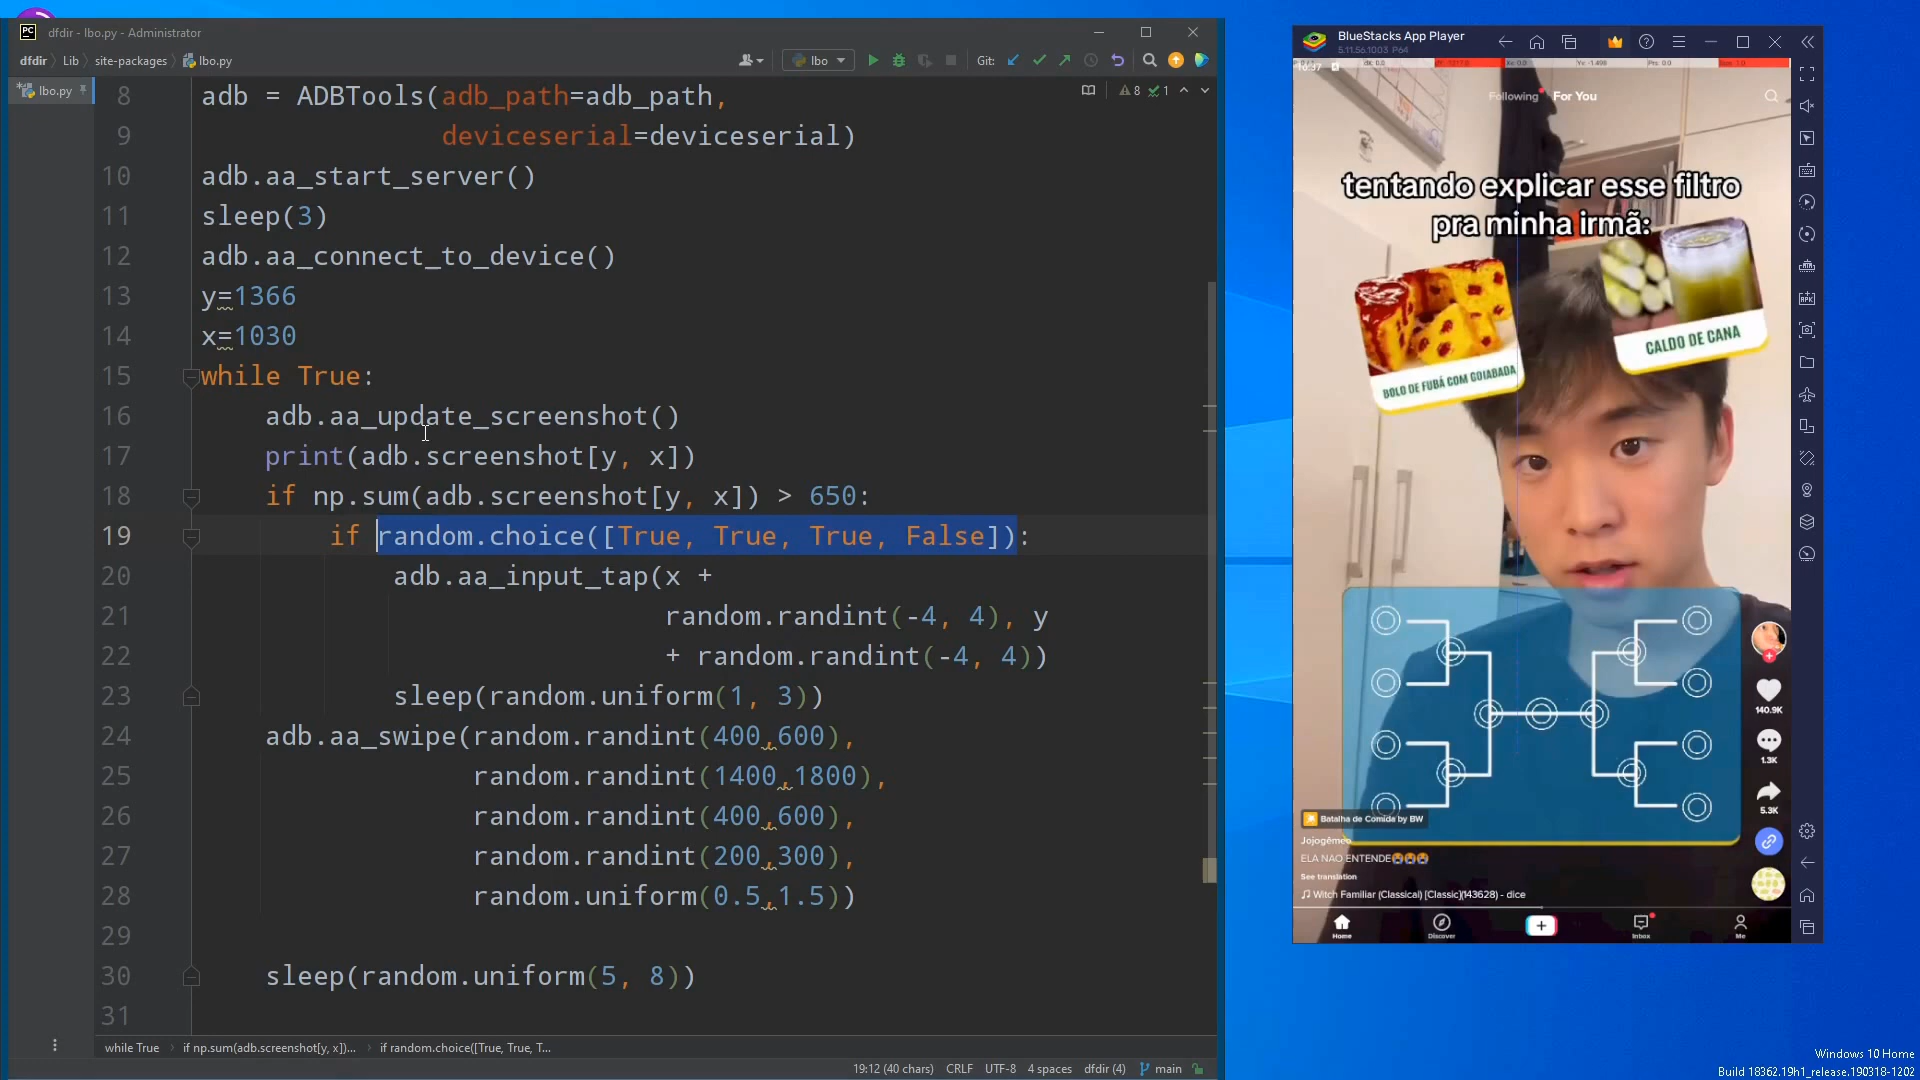 dfdir - lbo.py - Administrator
dfdir
Lib
site-packages
lbo.py
lbo
Git:
lbo.py
8
1
8 adb = ADBTools(adb_path=adb_path,
9 deviceserial=deviceserial)
10 adb.aa_start_server()
11 sleep(3)
12 adb.aa_connect_to_device()
13 y=1366
14 x=1030
15 while True:
16 adb.aa_update_screenshot()
17 print(adb.screenshot[y, x])
18 if np.sum(adb.screenshot[y, x]) > 650:
19 if random.choice([True, True, True, False]):
20 adb.aa_input_tap(x +
21 random.randint(-4, 4), y
22 + random.randint(-4, 4))
23 sleep(random.uniform(1, 3))
24 adb.aa_swipe(random.randint(400,600),
25 random.randint(1400,1800),
26 random.randint(400,600),
27 random.randint(200,300),
28 random.uniform(0.5,1.5))
29
30 sleep(random.uniform(5, 8))
31
while True
if np.sum(adb.screenshot[y, x])...
if random.choice([True, True, T...
19:12 (40 chars)
CRLF
UTF-8
4 spaces
dfdir (4)
main
BlueStacks App Player
5.11.56.1003 P64
Following
For You
tentando explicar esse filtro
pra minha irmã:
BOLO DE FUBÁ COM GOIABADA
CALDO DE CANA
140.9K
1.3K
5.3K
Batalha de Comida by BW
Jojogêmeo
ELA NAO ENTENDE😭😭😭
See translation
♫ Witch Familiar (Classical) [Classic](143628) - dice
Home
Discover
Inbox
Me
Windows 10 Home
Build 18362.19h1_release.190318-1202